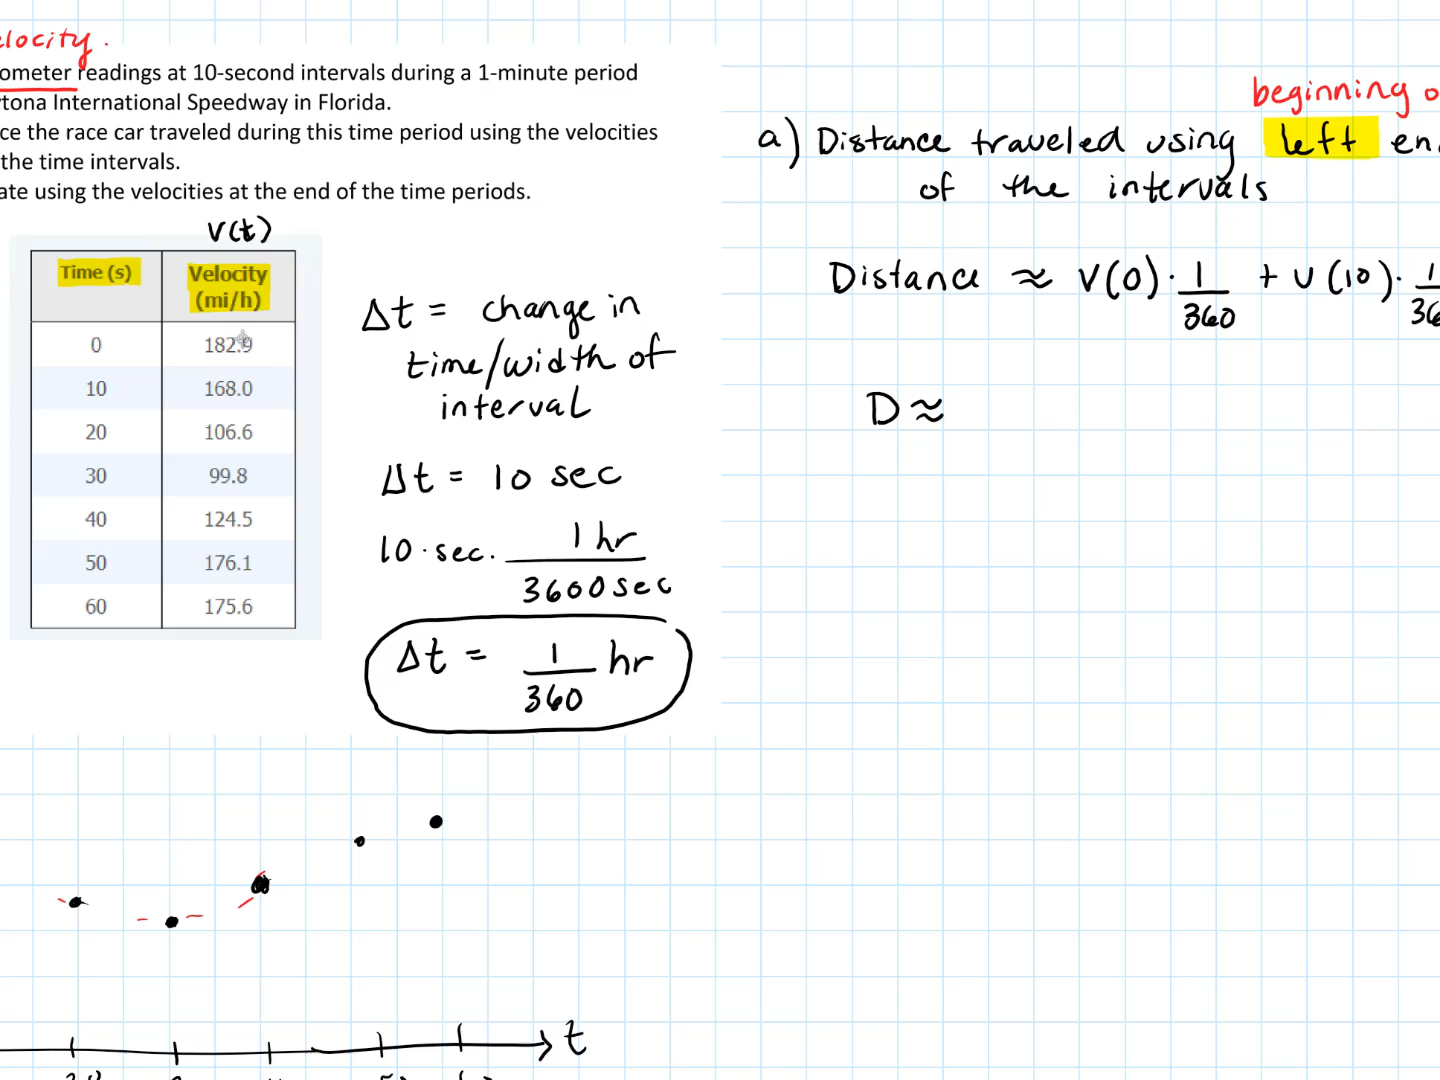 elocity.
ometer readings at 10-second intervals during a 1-minute period
tona International Speedway in Florida.
ce the race car traveled during this time period using the velocities
the time intervals.
ate using the velocities at the end of the time periods.
V(t)
Time (s) Velocity (mi/h)
0 182.9
10 168.0
20 106.6
30 99.8
40 124.5
50 176.1
60 175.6
Δt = change in
time/width of
interval
Δt = 10 sec
10 · sec · 1 hr / 3600 sec
Δt = 1/360 hr
t
beginning o
a) Distance traveled using left en
of the intervals
Distance ≈ V(0) · 1/360 + v(10) · 1/36
D ≈